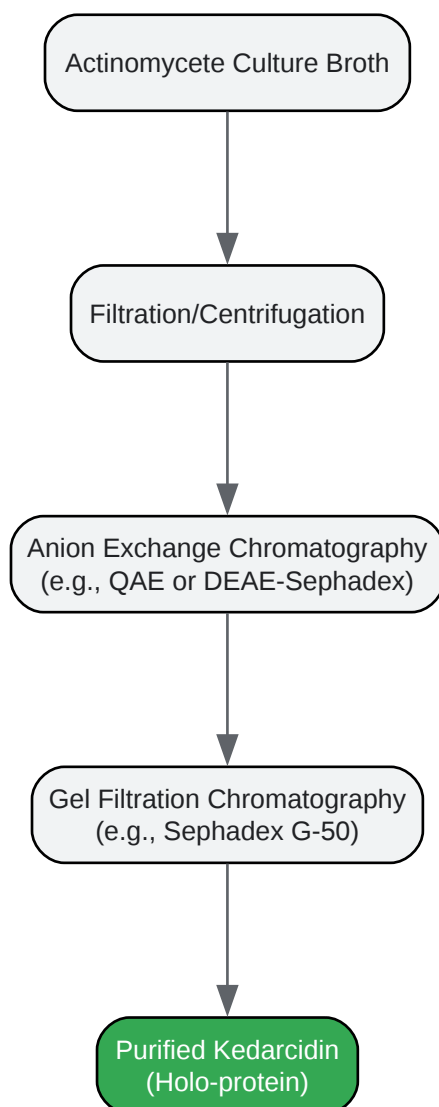 Actinomycete Culture Broth
Filtration/Centrifugation
Anion Exchange Chromatography
(e.g., QAE or DEAE-Sephadex)
Gel Filtration Chromatography
(e.g., Sephadex G-50)
Purified Kedarcidin
(Holo-protein)